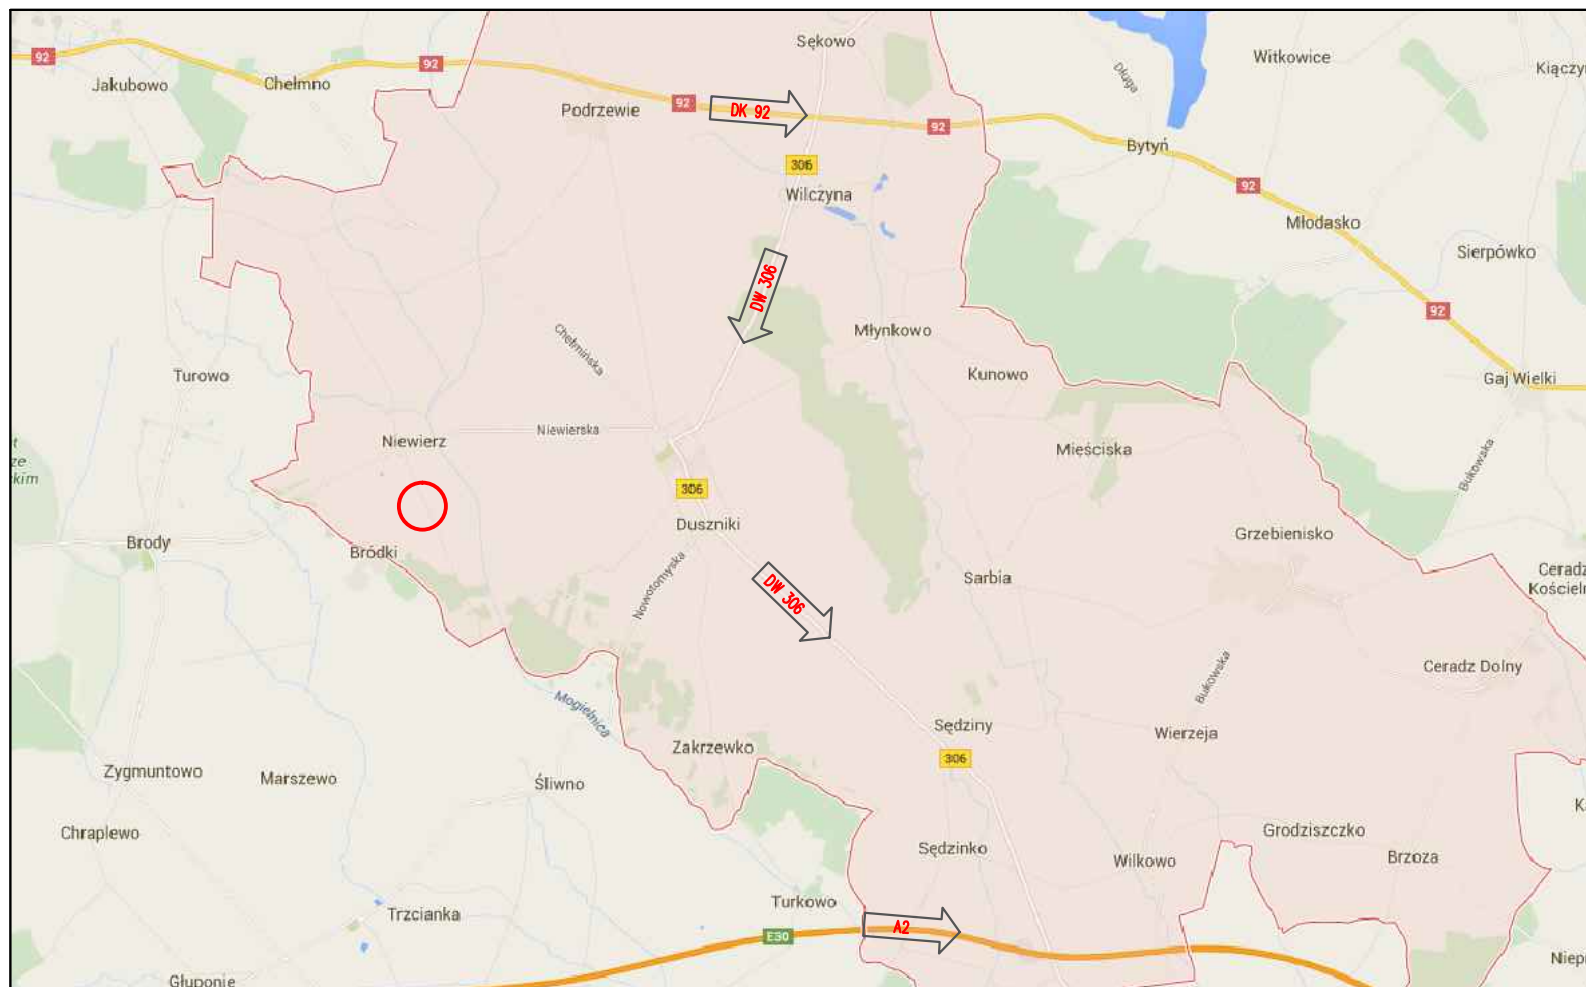 Sękowo
Witkowice
92
92
Długa
Kiączyn
Jakubowo
Chełmno
Podrzewie
92
DK 92
92
Bytyń
306
92
Wilczyna
Młodasko
Sierpówko
DW 306
92
Młynkowo
Chełmińska
Turowo
Kunowo
Gaj Wielki
Niewierz
Niewierska
Mieściska
Bukowska
kim
306
Duszniki
Grzebienisko
Brody
Bródki
Nowotomyska
DW 306
Sarbia
Ceradz
Kościeln
Bukowska
Ceradz Dolny
Mogielnica
Sędziny
Wierzeja
Zakrzewko
306
Zygmuntowo
Marszewo
Śliwno
Chraplewo
Grodziszczko
Sędzinko
Wilkowo
Brzoza
Turkowo
Trzcianka
A2
E30
Niepr
Głuponie